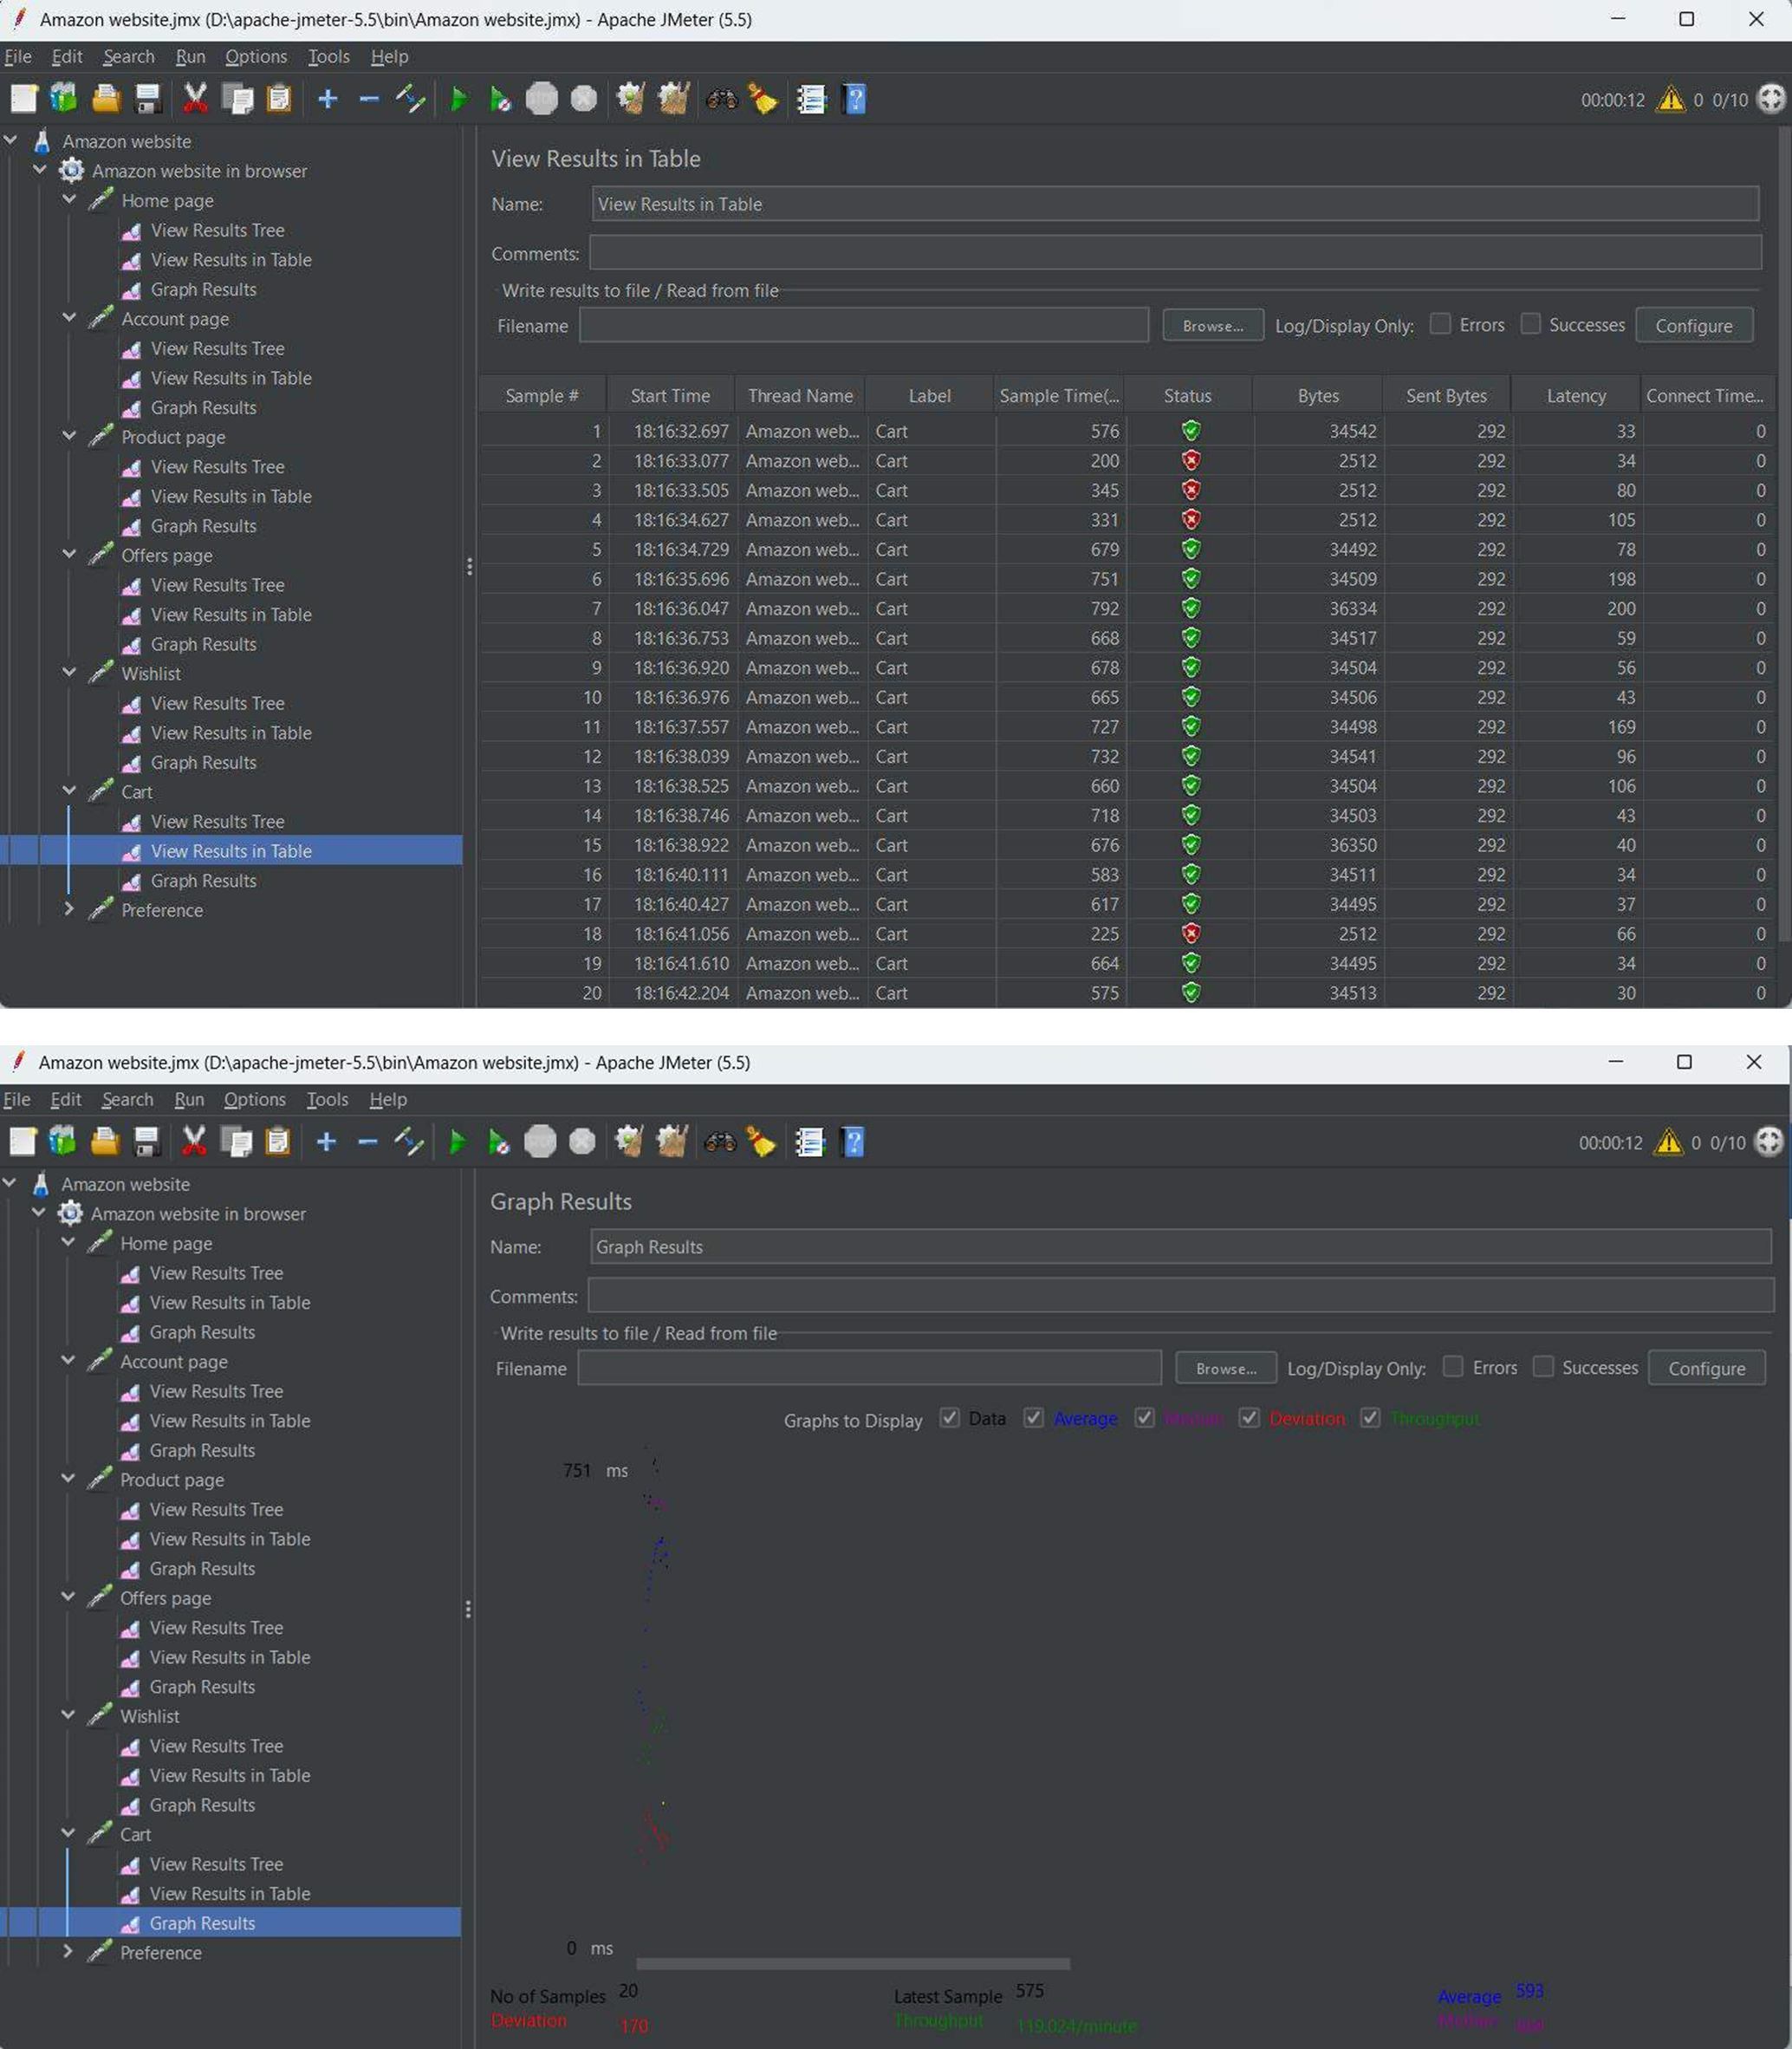 Amazon website.jmx (D:\apache-jmeter-5.5\bin\Amazon website.jmx) - Apache JMeter (5.5)
File Edit Search Run Options Tools Help
00:00:12 0 0/10
Amazon website
Amazon website in browser
Home page
View Results Tree
View Results in Table
Graph Results
Account page
View Results Tree
View Results in Table
Graph Results
Product page
View Results Tree
View Results in Table
Graph Results
Offers page
View Results Tree
View Results in Table
Graph Results
Wishlist
View Results Tree
View Results in Table
Graph Results
Cart
View Results Tree
View Results in Table
Graph Results
Preference
View Results in Table
Name: View Results in Table
Comments:
Write results to file / Read from file
Filename Browse... Log/Display Only: Errors Successes Configure
Sample # Start Time Thread Name Label Sample Time(... Status Bytes Sent Bytes Latency Connect Time...
1 18:16:32.697 Amazon web... Cart 576 34542 292 33 0
2 18:16:33.077 Amazon web... Cart 200 2512 292 34 0
3 18:16:33.505 Amazon web... Cart 345 2512 292 80 0
4 18:16:34.627 Amazon web... Cart 331 2512 292 105 0
5 18:16:34.729 Amazon web... Cart 679 34492 292 78 0
6 18:16:35.696 Amazon web... Cart 751 34509 292 198 0
7 18:16:36.047 Amazon web... Cart 792 36334 292 200 0
8 18:16:36.753 Amazon web... Cart 668 34517 292 59 0
9 18:16:36.920 Amazon web... Cart 678 34504 292 56 0
10 18:16:36.976 Amazon web... Cart 665 34506 292 43 0
11 18:16:37.557 Amazon web... Cart 727 34498 292 169 0
12 18:16:38.039 Amazon web... Cart 732 34541 292 96 0
13 18:16:38.525 Amazon web... Cart 660 34504 292 106 0
14 18:16:38.746 Amazon web... Cart 718 34503 292 43 0
15 18:16:38.922 Amazon web... Cart 676 36350 292 40 0
16 18:16:40.111 Amazon web... Cart 583 34511 292 34 0
17 18:16:40.427 Amazon web... Cart 617 34495 292 37 0
18 18:16:41.056 Amazon web... Cart 225 2512 292 66 0
19 18:16:41.610 Amazon web... Cart 664 34495 292 34 0
20 18:16:42.204 Amazon web... Cart 575 34513 292 30 0
Amazon website.jmx (D:\apache-jmeter-5.5\bin\Amazon website.jmx) - Apache JMeter (5.5)
File Edit Search Run Options Tools Help
00:00:12 0 0/10
Amazon website
Amazon website in browser
Home page
View Results Tree
View Results in Table
Graph Results
Account page
View Results Tree
View Results in Table
Graph Results
Product page
View Results Tree
View Results in Table
Graph Results
Offers page
View Results Tree
View Results in Table
Graph Results
Wishlist
View Results Tree
View Results in Table
Graph Results
Cart
View Results Tree
View Results in Table
Graph Results
Preference
Graph Results
Name: Graph Results
Comments:
Write results to file / Read from file
Filename Browse... Log/Display Only: Errors Successes Configure
Graphs to Display Data Average Median Deviation Throughput
751 ms
0 ms
No of Samples 20 Latest Sample 575 Average 593
Deviation 170 Throughput 119.024/minute Median